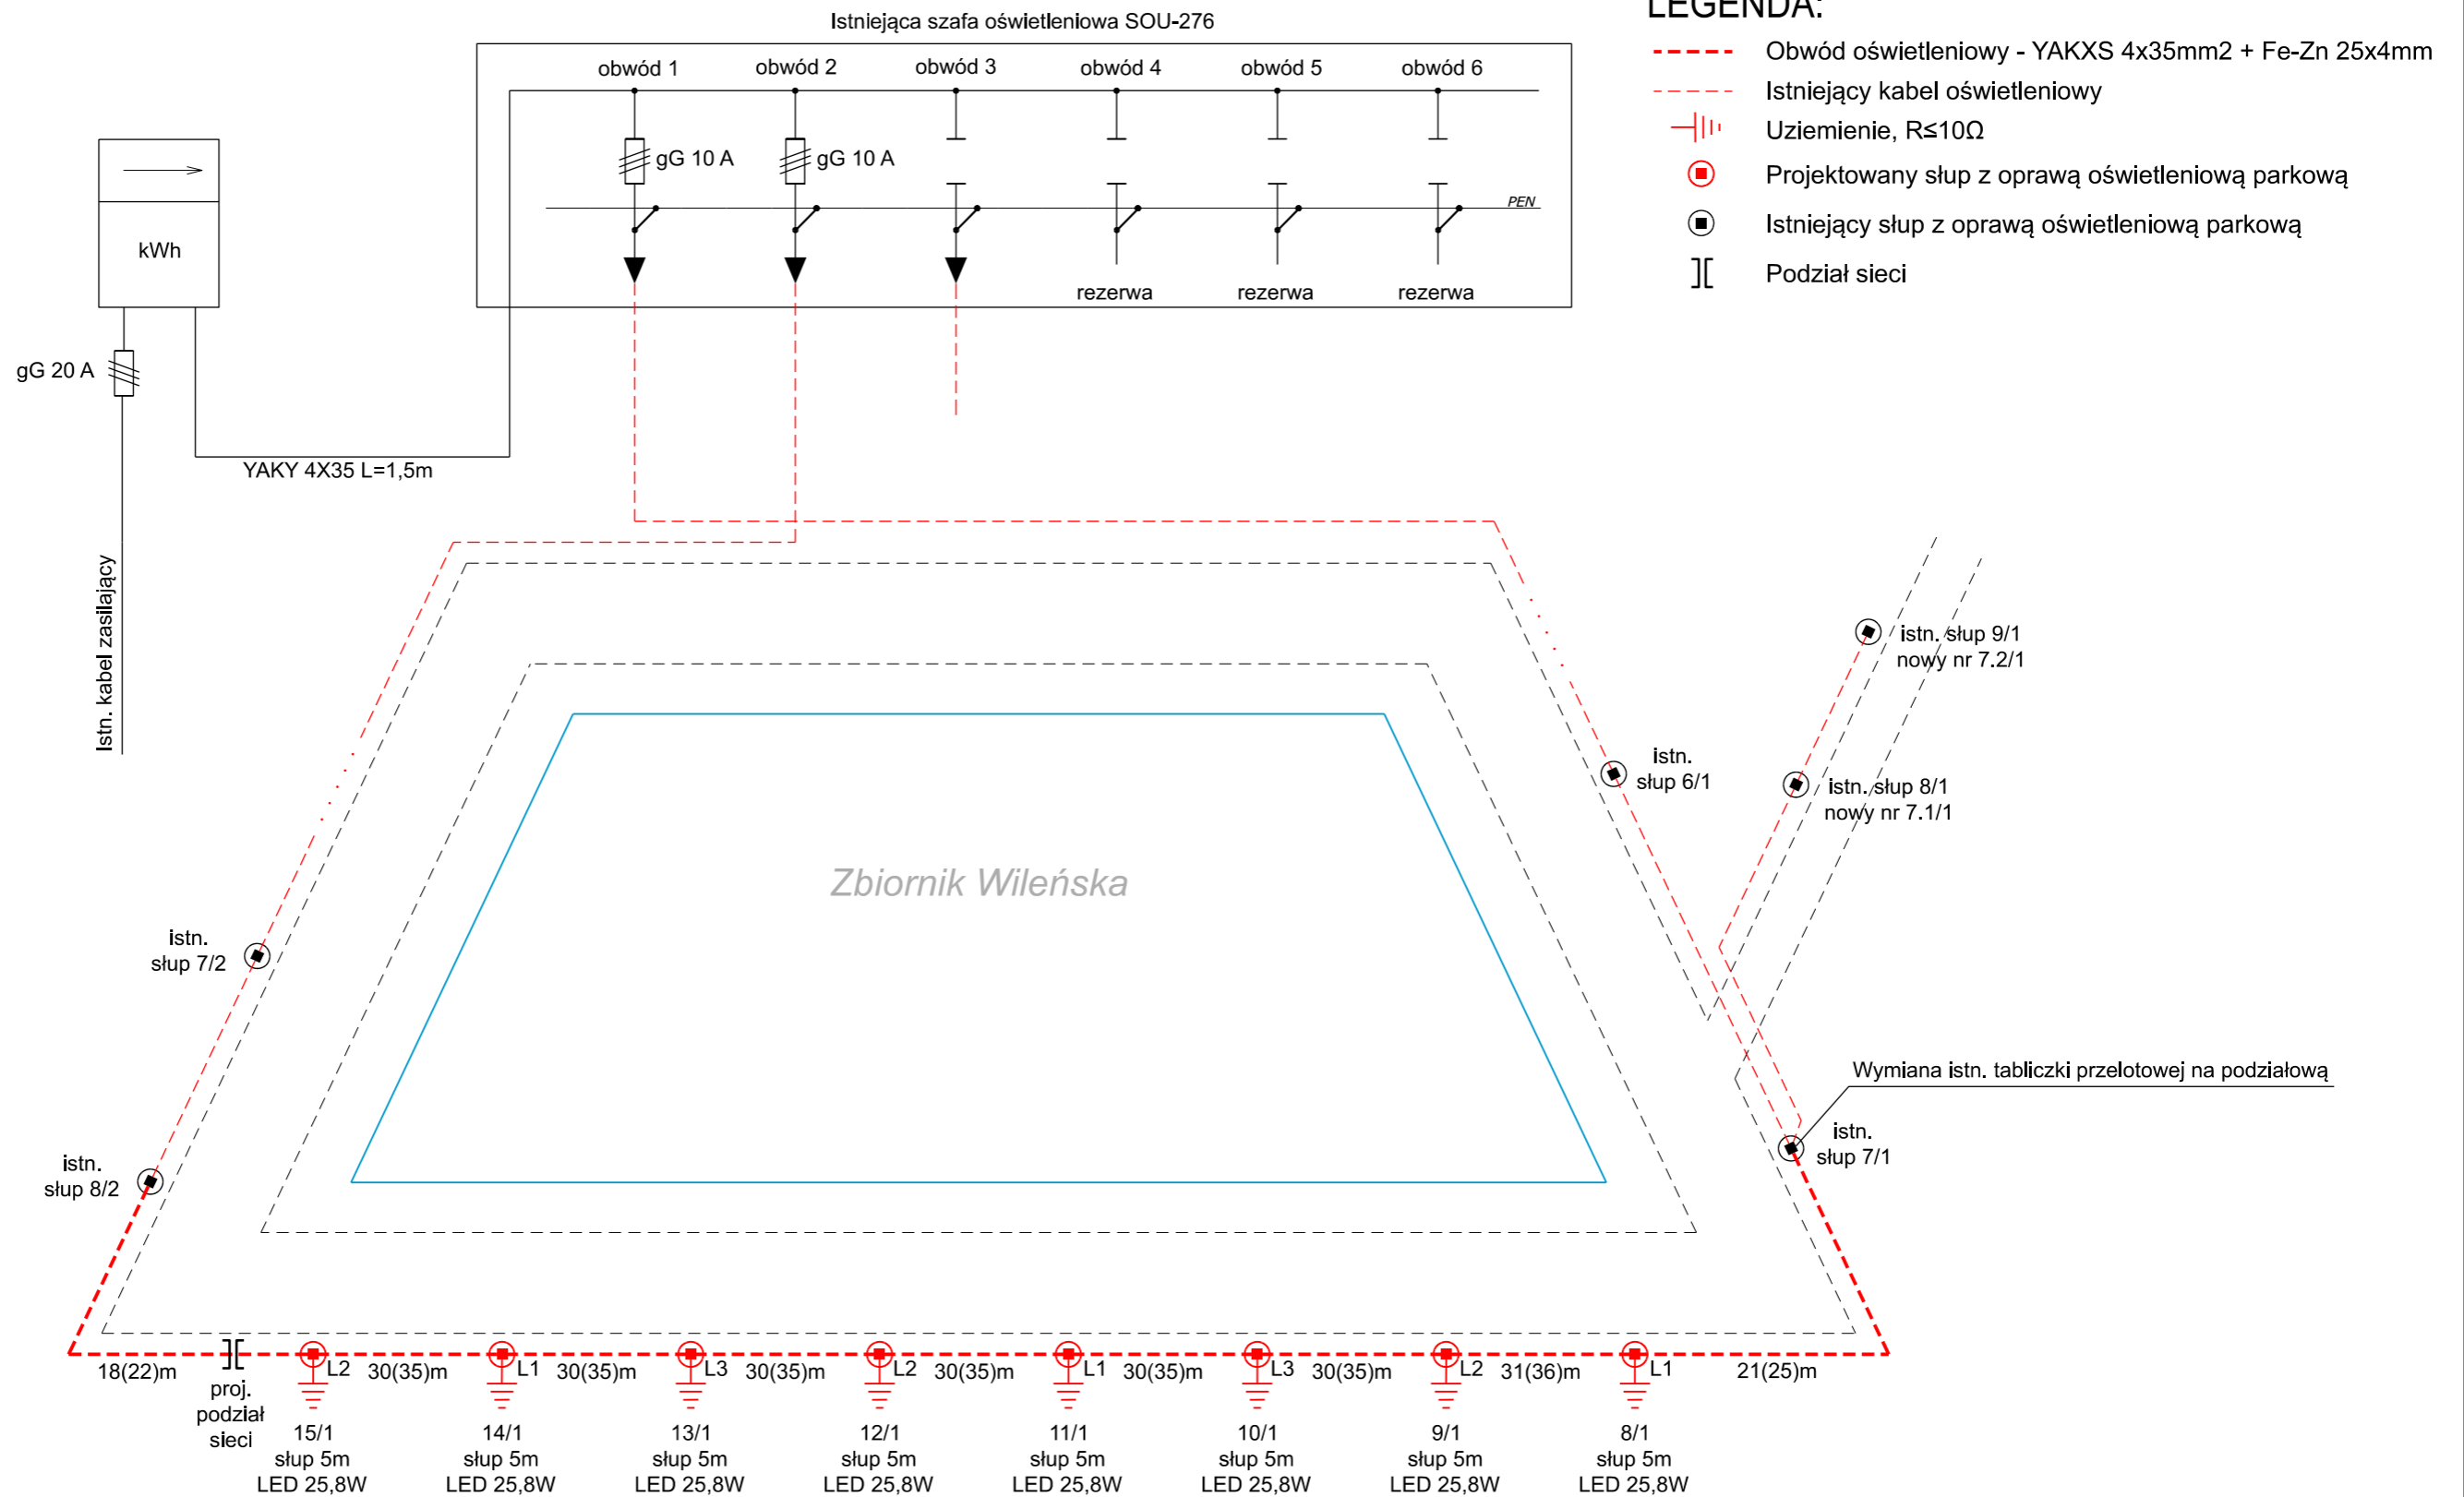 Istniejąca szafa oświetleniowa SOU-276
obwód 1
obwód 2
obwód 3
obwód 4
obwód 5
obwód 6
gG 10 A
gG 10 A
PEN
rezerwa
rezerwa
rezerwa
kWh
gG 20 A
YAKY 4X35 L=1,5m
Istn. kabel zasilający
LEGENDA:
Obwód oświetleniowy - YAKXS 4x35mm2 + Fe-Zn 25x4mm
Istniejący kabel oświetleniowy
Uziemienie, R≤10Ω
Projektowany słup z oprawą oświetleniową parkową
Istniejący słup z oprawą oświetleniową parkową
Podział sieci
istn. słup 9/1
nowy nr 7.2/1
istn.
słup 6/1
istn. słup 8/1
nowy nr 7.1/1
Zbiornik Wileńska
istn.
słup 7/2
Wymiana istn. tabliczki przelotowej na podziałową
istn.
słup 7/1
istn.
słup 8/2
18(22)m
proj.
podział
sieci
L2
30(35)m
L1
30(35)m
L3
30(35)m
L2
30(35)m
L1
30(35)m
L3
30(35)m
L2
31(36)m
L1
21(25)m
15/1
słup 5m
LED 25,8W
14/1
słup 5m
LED 25,8W
13/1
słup 5m
LED 25,8W
12/1
słup 5m
LED 25,8W
11/1
słup 5m
LED 25,8W
10/1
słup 5m
LED 25,8W
9/1
słup 5m
LED 25,8W
8/1
słup 5m
LED 25,8W